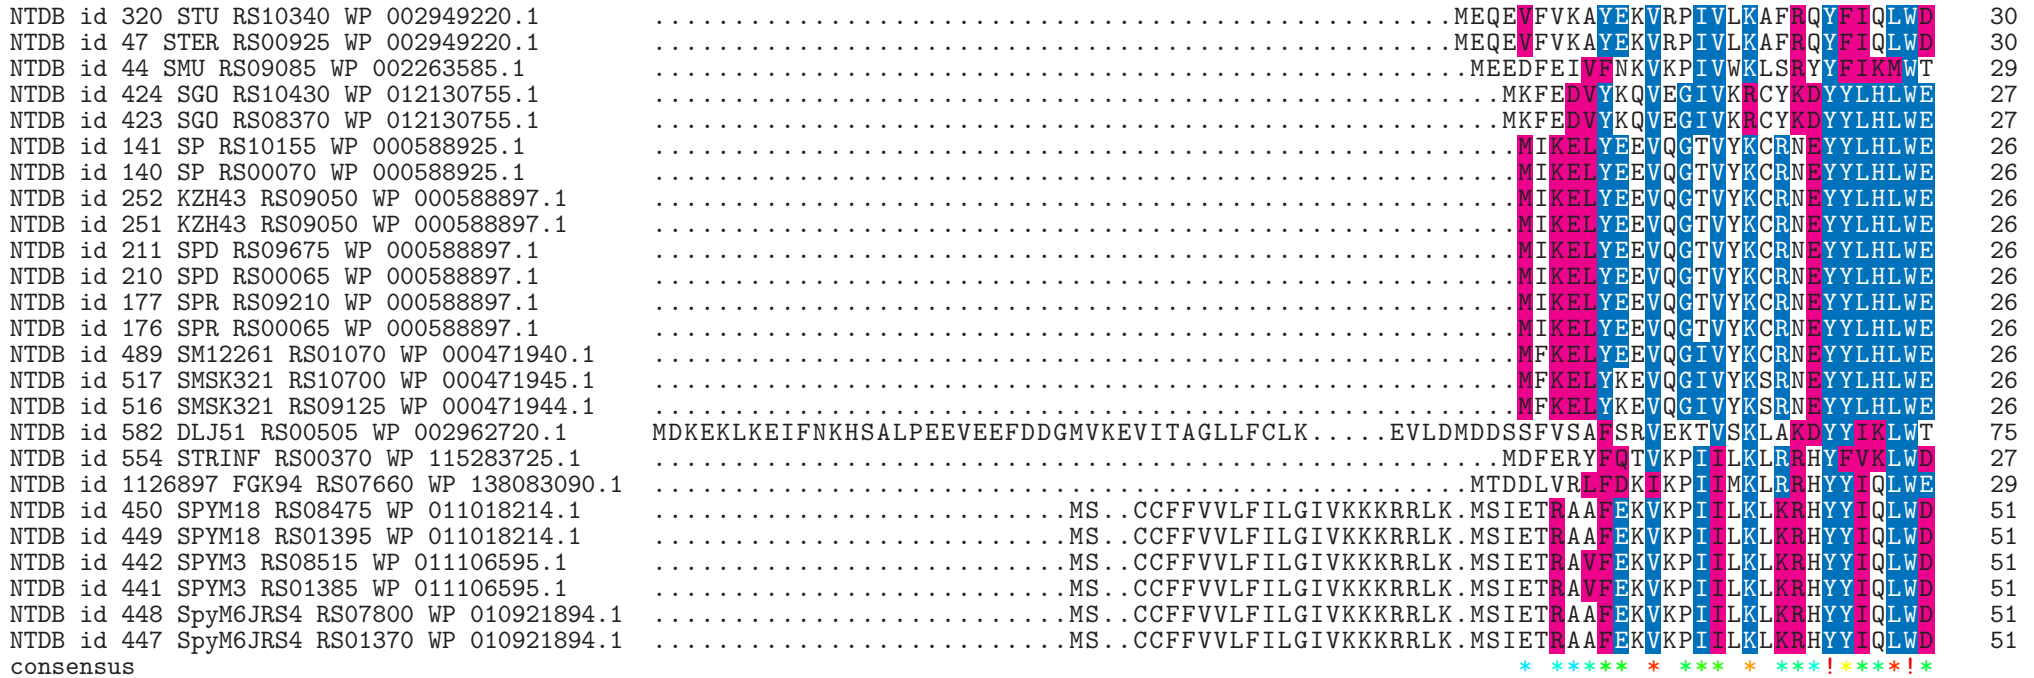 NTDB id 320 STU RS10340 WP 002949220.1 ..................................................MEQEVFVKAYEKVRPIVLKAFRQYFIQLWD 30
NTDB id 47 STER RS00925 WP 002949220.1 ..................................................MEQEVFVKAYEKVRPIVLKAFRQYFIQLWD 30
NTDB id 44 SMU RS09085 WP 002263585.1 ...................................................MEEDFEIVFNKVKPIVWKLSRYYFIKMWT 29
NTDB id 424 SGO RS10430 WP 012130755.1 .....................................................MKFEDVYKQVEGIVKRCYKDYYLHLWE 27
NTDB id 423 SGO RS08370 WP 012130755.1 .....................................................MKFEDVYKQVEGIVKRCYKDYYLHLWE 27
NTDB id 141 SP RS10155 WP 000588925.1 ......................................................MIKELYEEVQGTVYKCRNEYYLHLWE 26
NTDB id 140 SP RS00070 WP 000588925.1 ......................................................MIKELYEEVQGTVYKCRNEYYLHLWE 26
NTDB id 252 KZH43 RS09050 WP 000588897.1 ......................................................MIKELYEEVQGTVYKCRNEYYLHLWE 26
NTDB id 251 KZH43 RS09050 WP 000588897.1 ......................................................MIKELYEEVQGTVYKCRNEYYLHLWE 26
NTDB id 211 SPD RS09675 WP 000588897.1 ......................................................MIKELYEEVQGTVYKCRNEYYLHLWE 26
NTDB id 210 SPD RS00065 WP 000588897.1 ......................................................MIKELYEEVQGTVYKCRNEYYLHLWE 26
NTDB id 177 SPR RS09210 WP 000588897.1 ......................................................MIKELYEEVQGTVYKCRNEYYLHLWE 26
NTDB id 176 SPR RS00065 WP 000588897.1 ......................................................MIKELYEEVQGTVYKCRNEYYLHLWE 26
NTDB id 489 SM12261 RS01070 WP 000471940.1 ......................................................MFKELYEEVQGIVYKCRNEYYLHLWE 26
NTDB id 517 SMSK321 RS10700 WP 000471945.1 ......................................................MFKELYKEVQGIVYKSRNEYYLHLWE 26
NTDB id 516 SMSK321 RS09125 WP 000471944.1 ......................................................MFKELYKEVQGIVYKSRNEYYLHLWE 26
NTDB id 582 DLJ51 RS00505 WP 002962720.1 MDKEKLKEIFNKHSALPEEVEEFDDGMVKEVITAGLLFCLK.....EVLDMDDSSFVSAFSRVEKTVSKLAKDYYIKLWT 75
NTDB id 554 STRINF RS00370 WP 115283725.1 .....................................................MDFERYFQTVKPIILKLRRHYFVKLWD 27
NTDB id 1126897 FGK94 RS07660 WP 138083090.1 ...................................................MTDDLVRLFDKIKPIIMKLRRHYYIQLWE 29
NTDB id 450 SPYM18 RS08475 WP 011018214.1 ..........................MS..CCFFVVLFILGIVKKKRRLK.MSIETRAAFEKVKPIILKLKRHYYIQLWD 51
NTDB id 449 SPYM18 RS01395 WP 011018214.1 ..........................MS..CCFFVVLFILGIVKKKRRLK.MSIETRAAFEKVKPIILKLKRHYYIQLWD 51
NTDB id 442 SPYM3 RS08515 WP 011106595.1 ..........................MS..CCFFVVLFILGIVKKKRRLK.MSIETRAVFEKVKPIILKLKRHYYIQLWD 51
NTDB id 441 SPYM3 RS01385 WP 011106595.1 ..........................MS..CCFFVVLFILGIVKKKRRLK.MSIETRAVFEKVKPIILKLKRHYYIQLWD 51
NTDB id 448 SpyM6JRS4 RS07800 WP 010921894.1 ..........................MS..CCFFVVLFILGIVKKKRRLK.MSIETRAAFEKVKPIILKLKRHYYIQLWD 51
NTDB id 447 SpyM6JRS4 RS01370 WP 010921894.1 ..........................MS..CCFFVVLFILGIVKKKRRLK.MSIETRAAFEKVKPIILKLKRHYYIQLWD 51
consensus * ***** * *** * ***!****!*